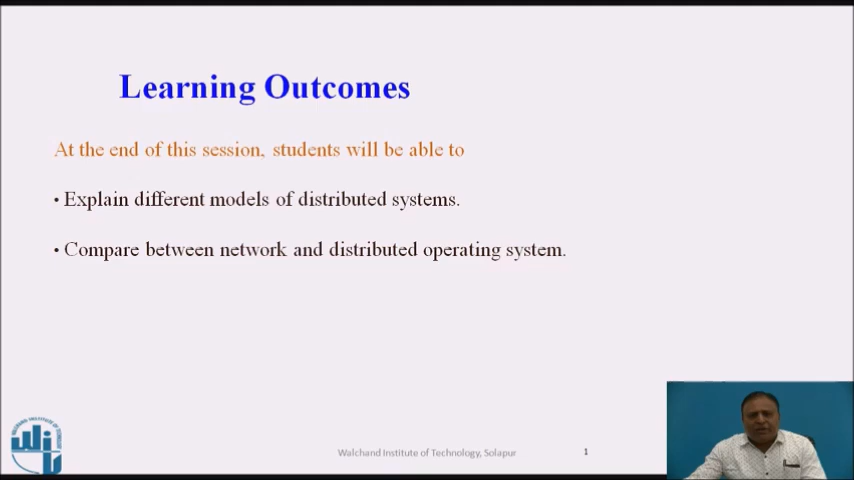 Learning Outcomes
At the end of this session, students will be able to
• Explain different models of distributed systems.
• Compare between network and distributed operating system.
Walchand Institute of Technology, Solapur
1